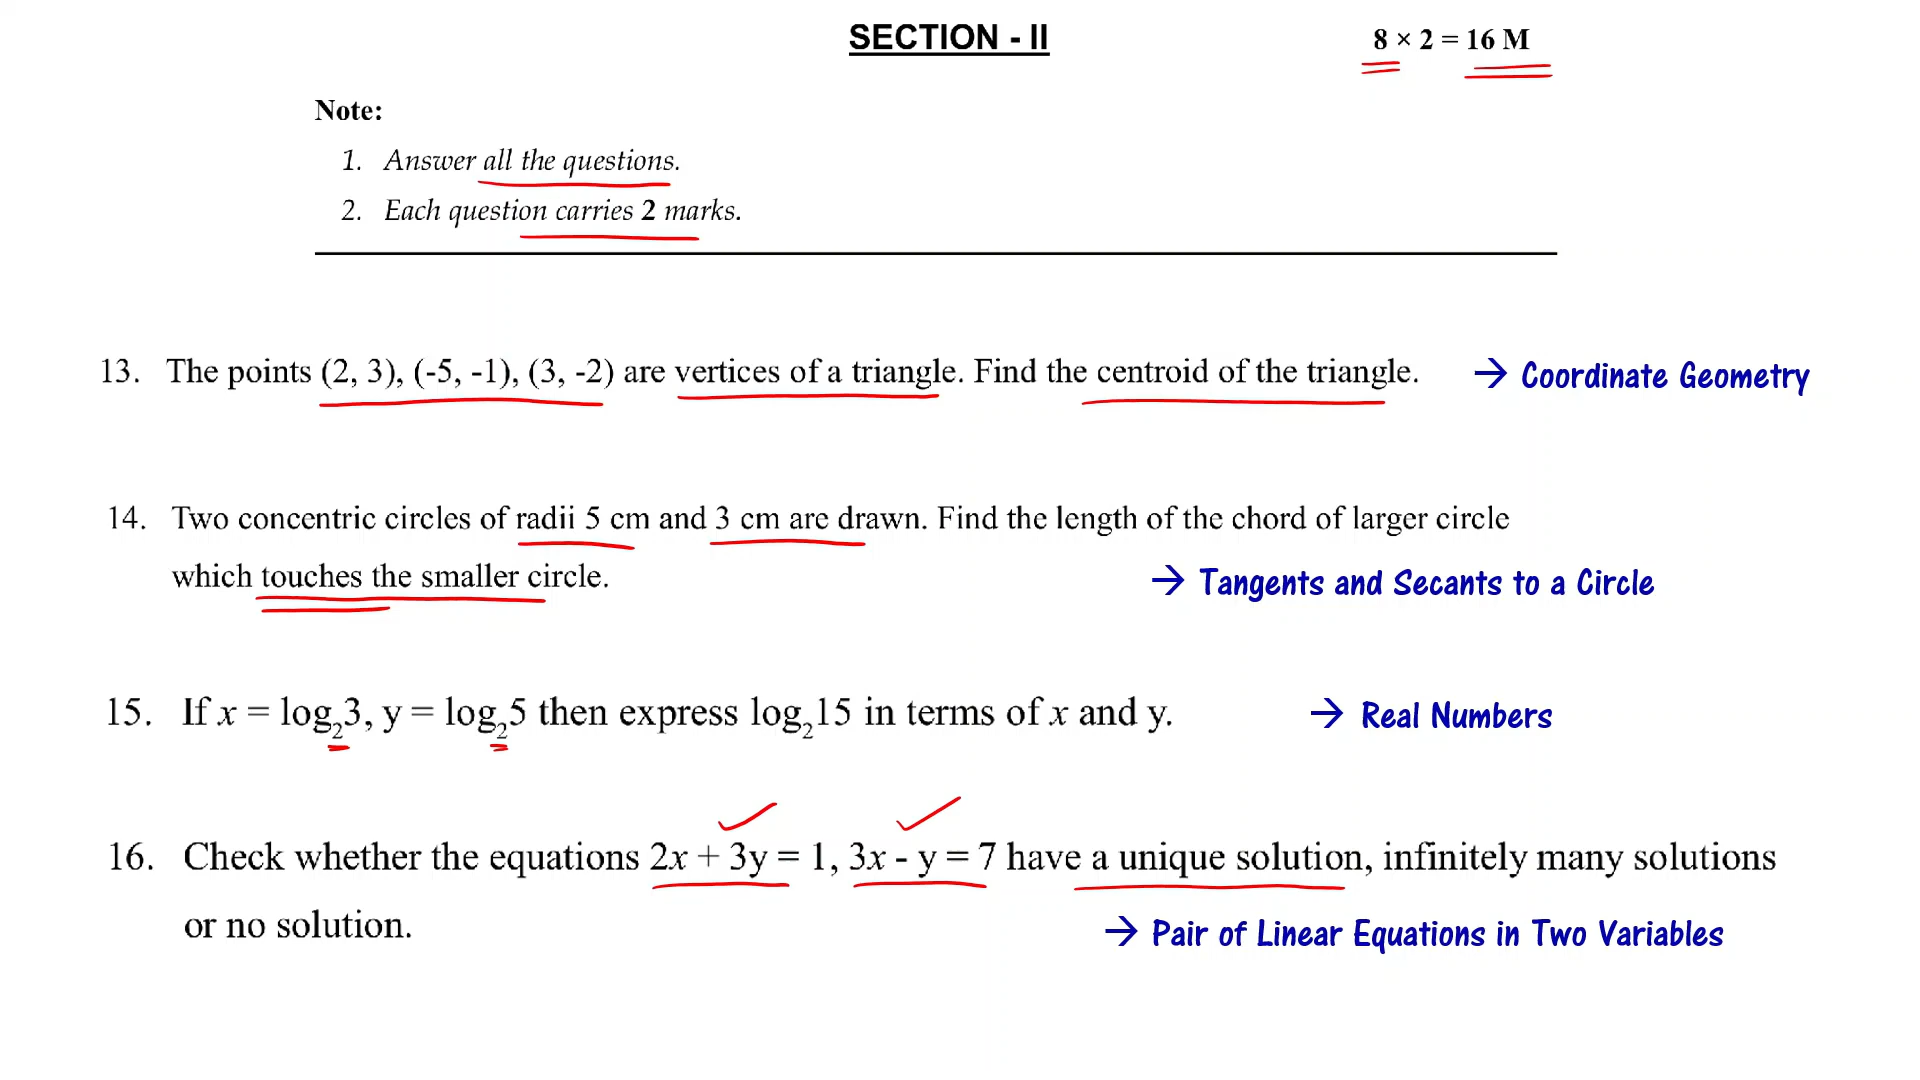 SECTION - II
8 × 2 = 16 M
Note:
1. Answer all the questions.
2. Each question carries 2 marks.
13. The points (2, 3), (-5, -1), (3, -2) are vertices of a triangle. Find the centroid of the triangle. → Coordinate Geometry
14. Two concentric circles of radii 5 cm and 3 cm are drawn. Find the length of the chord of larger circle
which touches the smaller circle. → Tangents and Secants to a Circle
15. If x = log₂3, y = log₂5 then express log₂15 in terms of x and y. → Real Numbers
16. Check whether the equations 2x + 3y = 1, 3x - y = 7 have a unique solution, infinitely many solutions
or no solution. → Pair of Linear Equations in Two Variables